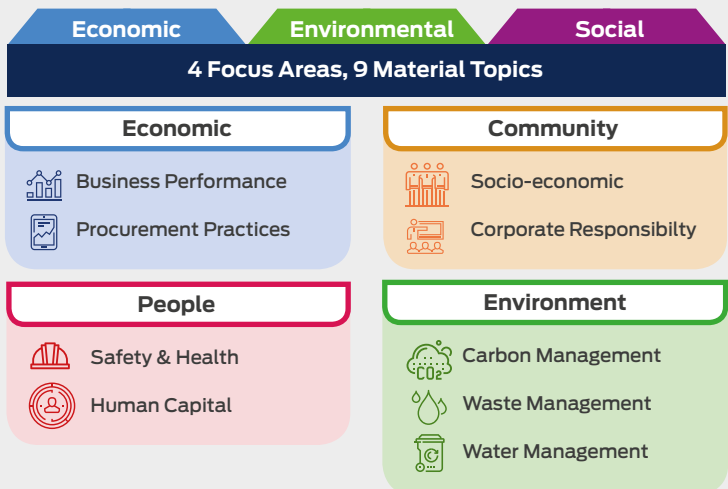 Economic
Environmental
Social
4 Focus Areas, 9 Material Topics
Economic
Business Performance
Procurement Practices
Community
Socio-economic
Corporate Responsibilty
People
Safety & Health
Human Capital
Environment
CO2
Carbon Management
Waste Management
Water Management